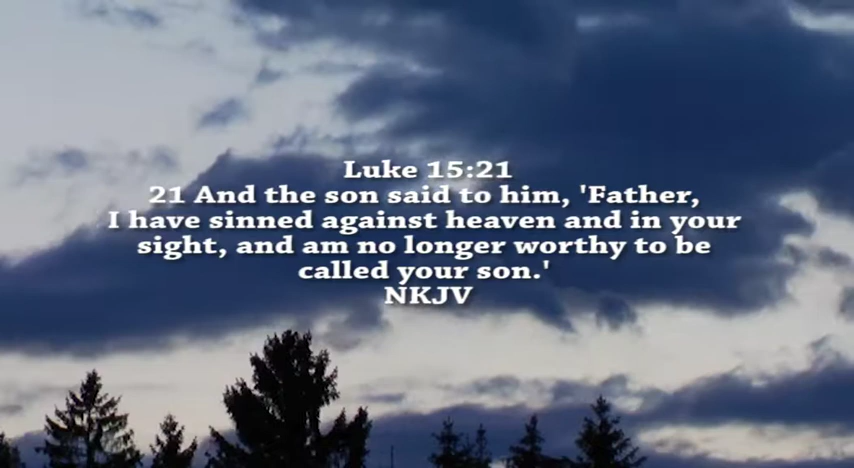 Luke 15:21
21 And the son said to him, 'Father,
I have sinned against heaven and in your
sight, and am no longer worthy to be
called your son.'
NKJV